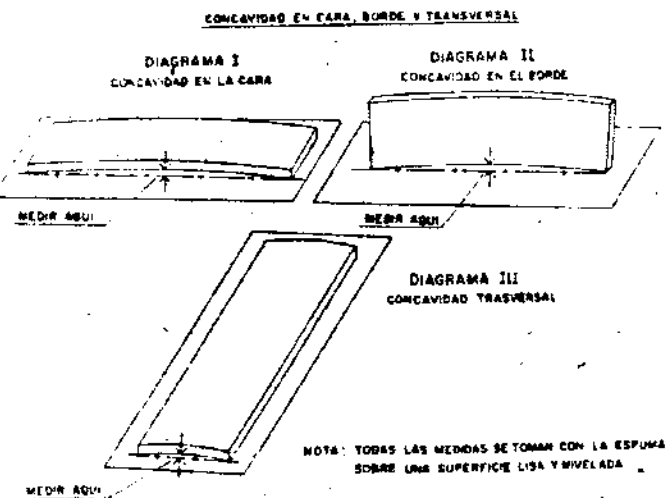 CONCAVIDAD EN CARA, BORDE Y TRANSVERSAL
DIAGRAMA I
CONCAVIDAD EN LA CARA
DIAGRAMA II
CONCAVIDAD EN EL BORDE
MEDIR AQUI
MEDIR AQUI
DIAGRAMA III
CONCAVIDAD TRASVERSAL
NOTA: TODAS LAS MEDIDAS SE TOMAN CON LA ESPUMA
SOBRE UNA SUPERFICIE LISA Y NIVELADA
MEDIR AQUI